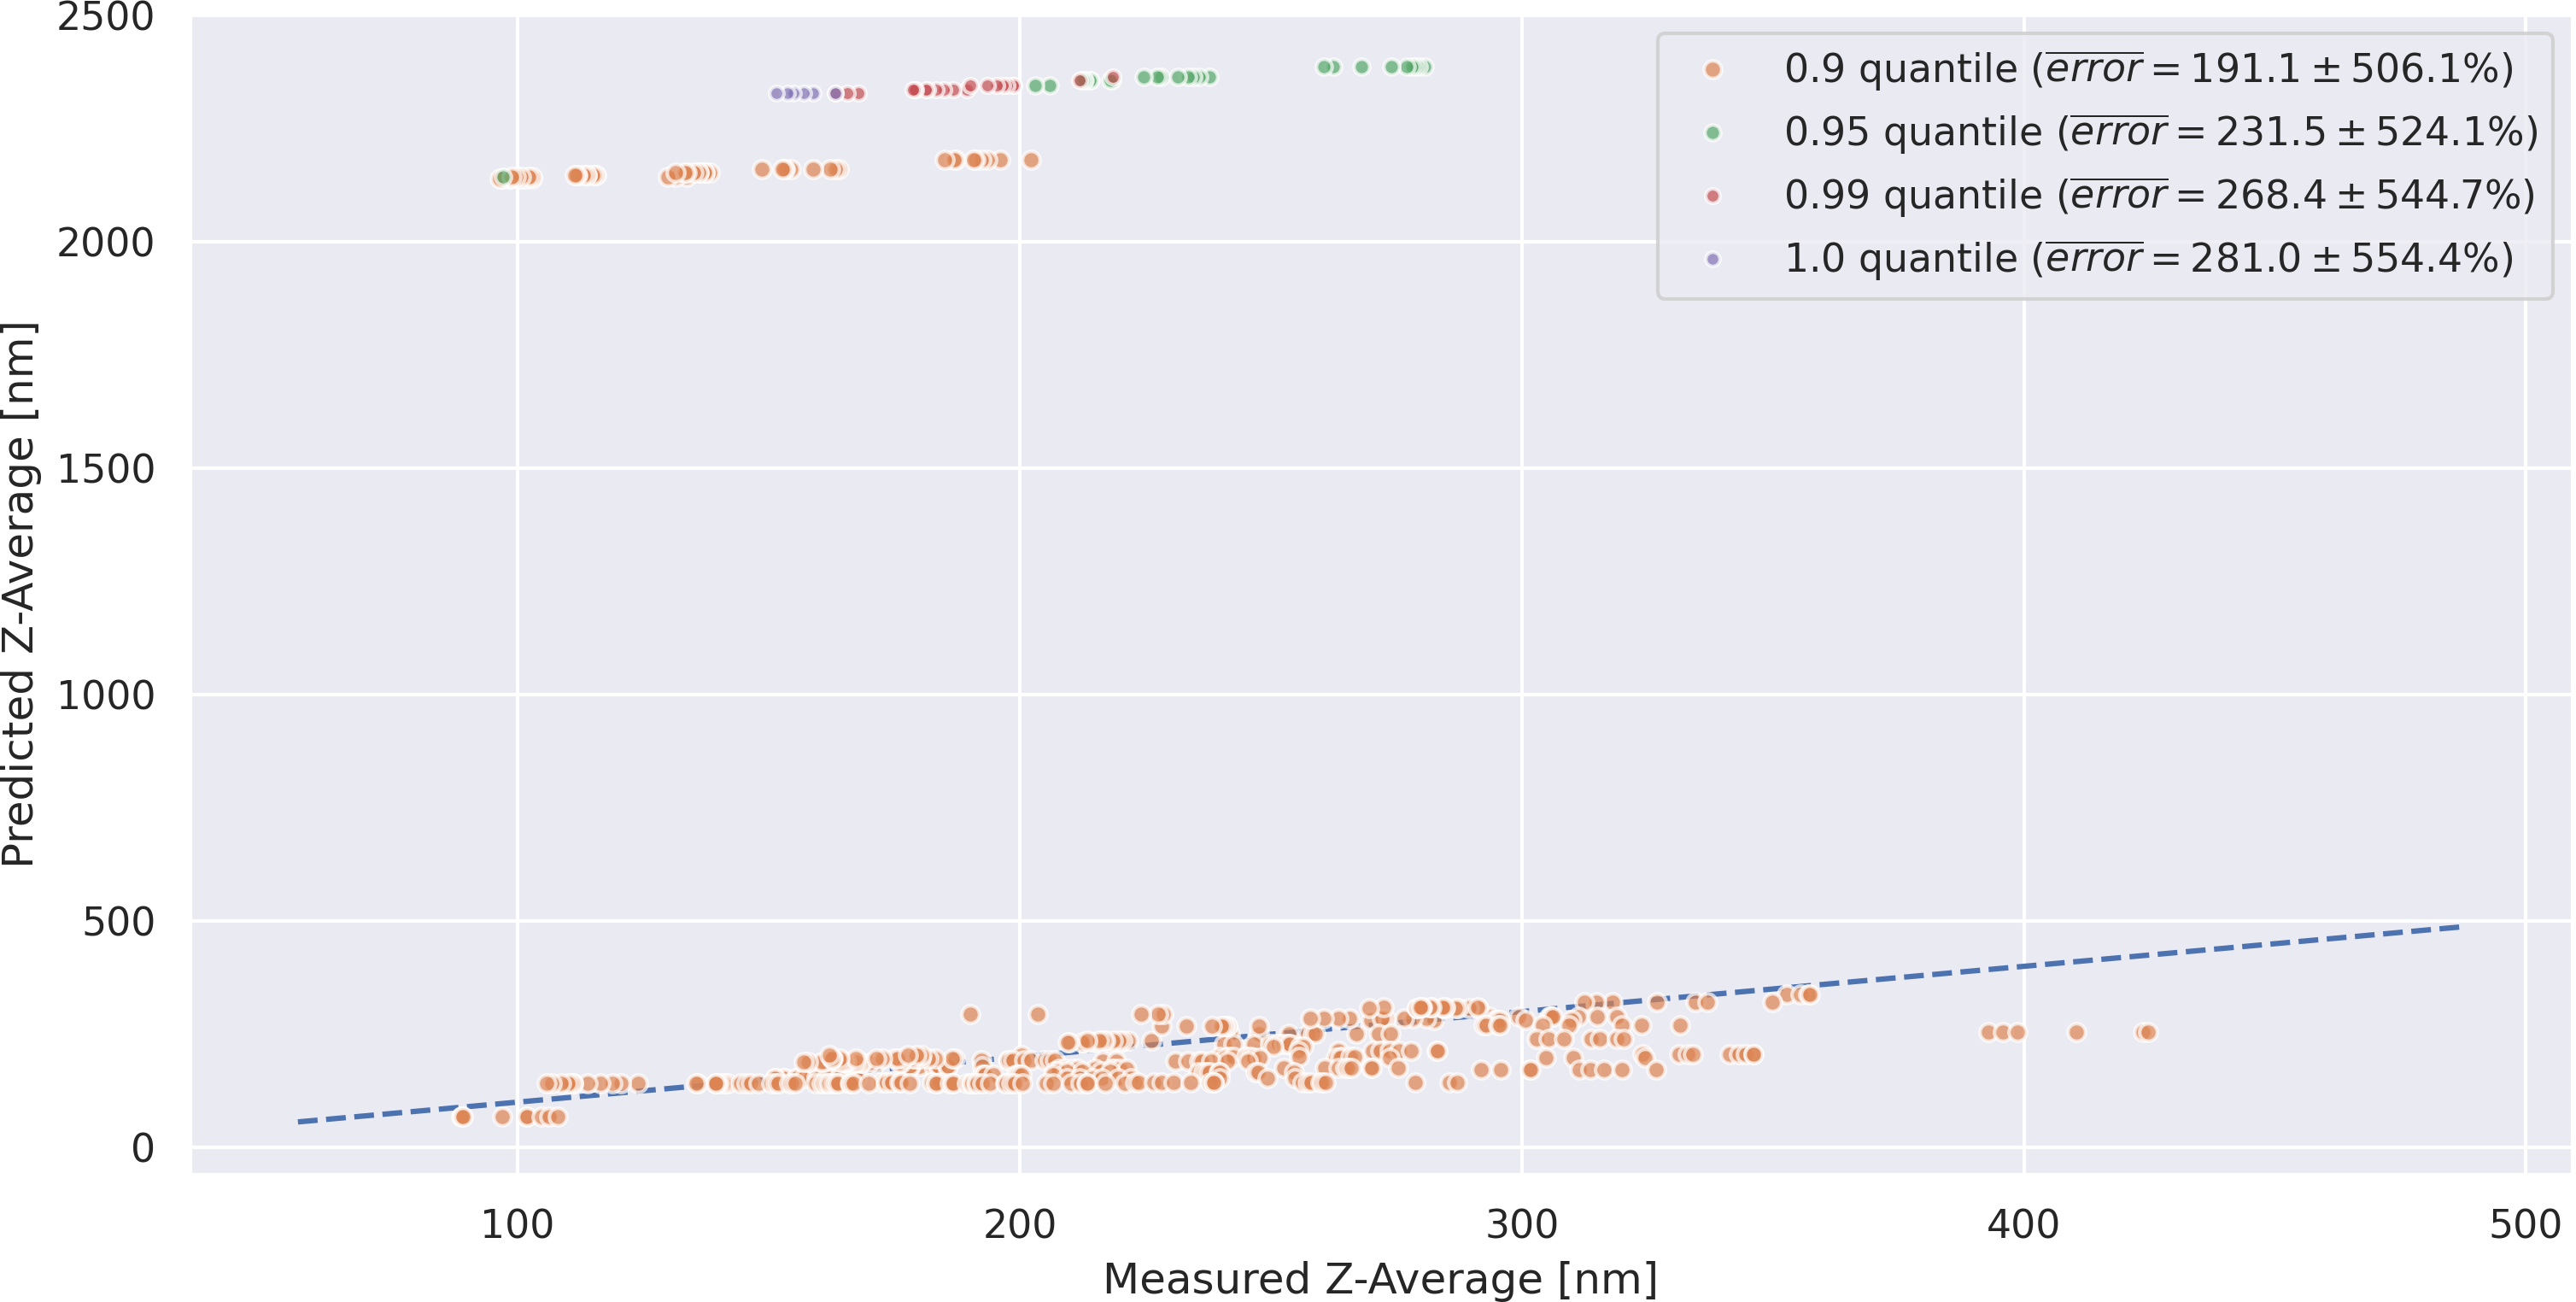 2500
2000
1500
1000
500
0
Predicted Z-Average [nm]
0.9 quantile (error = 191.1 ± 506.1%)
0.95 quantile (error = 231.5 ± 524.1%)
0.99 quantile (error = 268.4 ± 544.7%)
1.0 quantile (error = 281.0 ± 554.4%)
100 200 300 400 500
Measured Z-Average [nm]